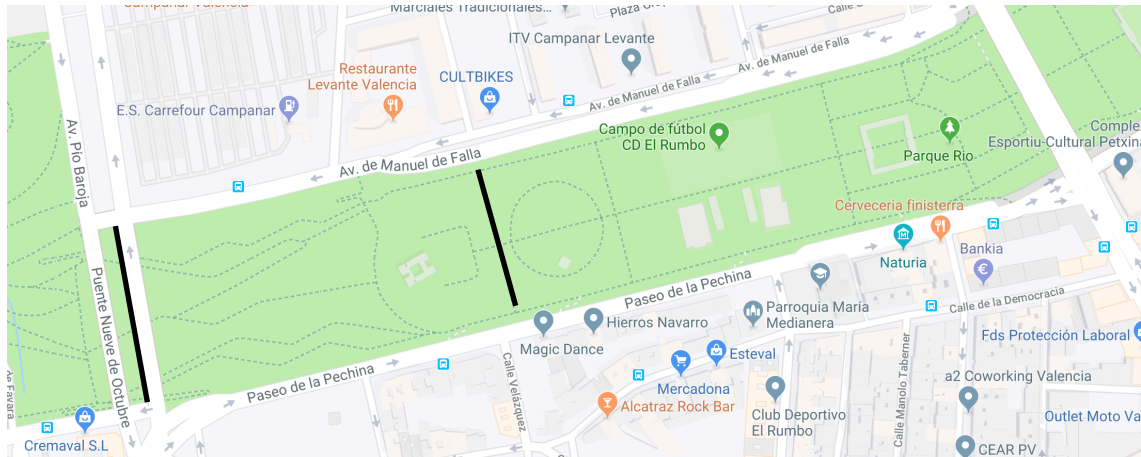 Campanar Valencia
Marciales Tradicionales...
ITV Campanar Levante
Av. de Manuel de Falla
Restaurante
Levante Valencia
CULTBIKES
E.S. Carrefour Campanar
Av. de Manuel de Falla
Campo de fútbol
CD El Rumbo
Parque Rio
Esportiu-Cultural Petxina
Av. Pío Baroja
Av. de Manuel de Falla
Cerveceria finisterra
Naturia
Bankia
Puente Nueve de Octubre
Paseo de la Pechina
Calle de la Democracia
Parroquia María
Medianera
Hierros Navarro
Magic Dance
Fds Protección Laboral
Esteval
Calle Velázquez
Calle Manolo Taberner
Paseo de la Pechina
Mercadona
a2 Coworking Valencia
de Favara
Alcatraz Rock Bar
Club Deportivo
El Rumbo
Outlet Moto Va
Cremaval S.L
CEAR PV